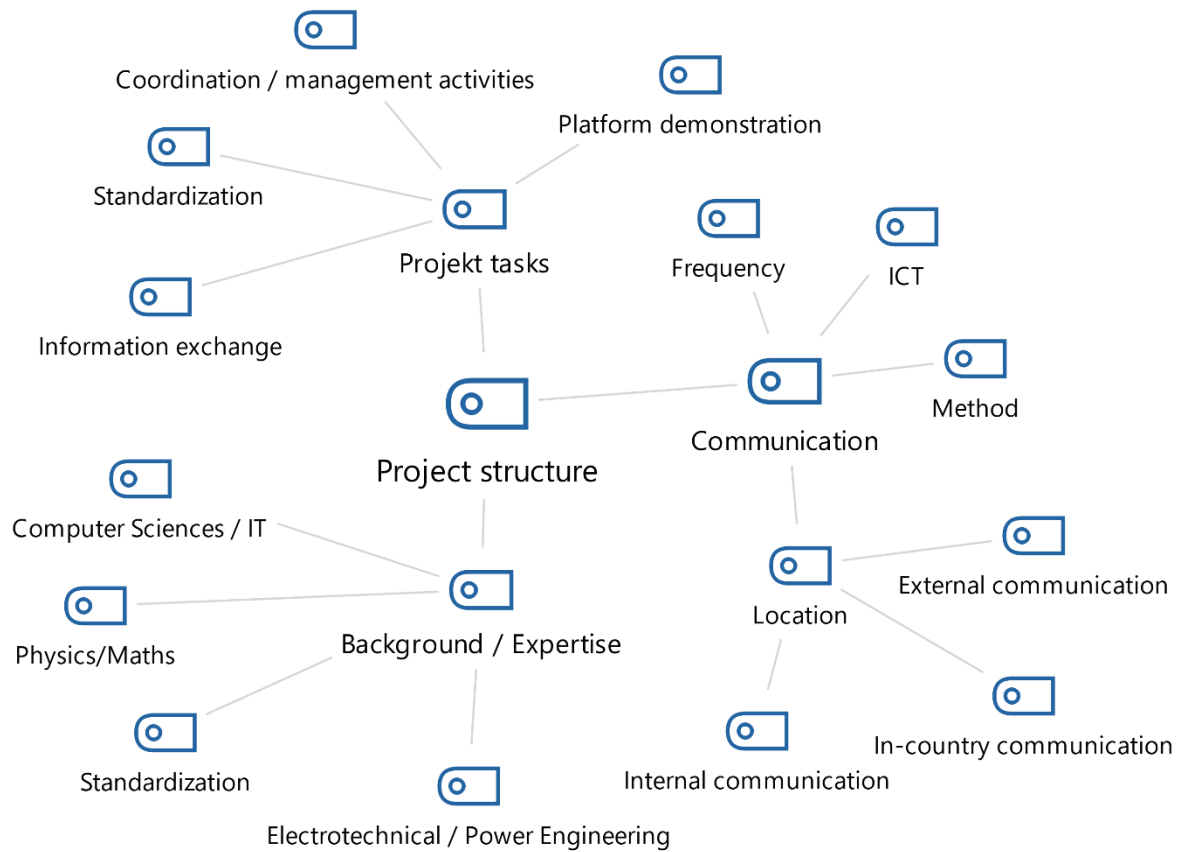 Coordination / management activities
Platform demonstration
Standardization
Projekt tasks
Frequency
ICT
Information exchange
Method
Communication
Project structure
Computer Sciences / IT
External communication
Location
Background / Expertise
Physics/Maths
In-country communication
Internal communication
Standardization
Electrotechnical / Power Engineering